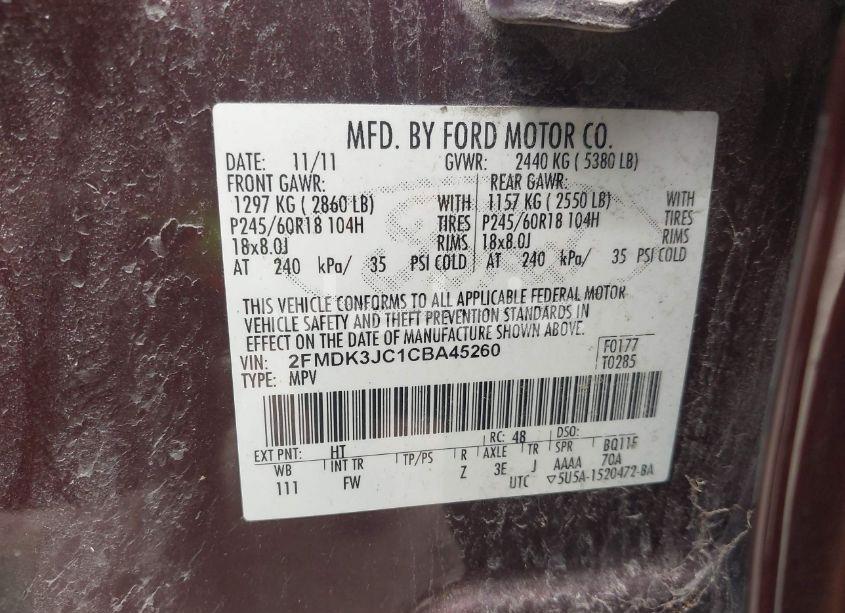 MFD. BY FORD MOTOR CO.
DATE: 11/11 GVWR: 2440 KG ( 5380 LB)
FRONT GAWR: REAR GAWR:
1297 KG ( 2860 LB) WITH 1157 KG ( 2550 LB) WITH
P245/60R18 104H TIRES P245/60R18 104H TIRES
18x8.0J RIMS 18x8.0J RIMS
AT 240 kPa/ 35 PSI COLD AT 240 kPa/ 35 PSI COLD
THIS VEHICLE CONFORMS TO ALL APPLICABLE FEDERAL MOTOR
VEHICLE SAFETY AND THEFT PREVENTION STANDARDS IN
EFFECT ON THE DATE OF MANUFACTURE SHOWN ABOVE.
VIN: 2FMDK3JC1CBA45260 F0177
TYPE: MPV T0285
EXT PNT: HT RC: 48 DSO:
WB INT TR TP/PS R AXLE TR SPR BQ11F
111 FW Z 3E J AAAA 70A
UTC ▽5U5A-1520472-BA